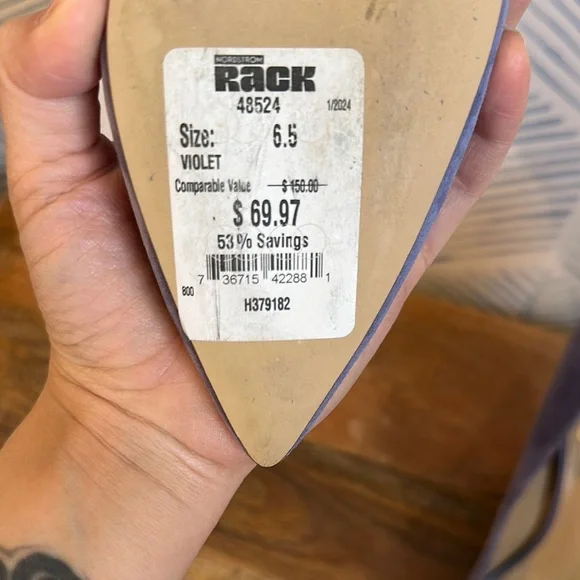 NORDSTROM
RACK
48524 1/2024
Size: 6.5
VIOLET
Comparable Value $150.00
$69.97
53% Savings
7 36715 42288 1
800
H379182